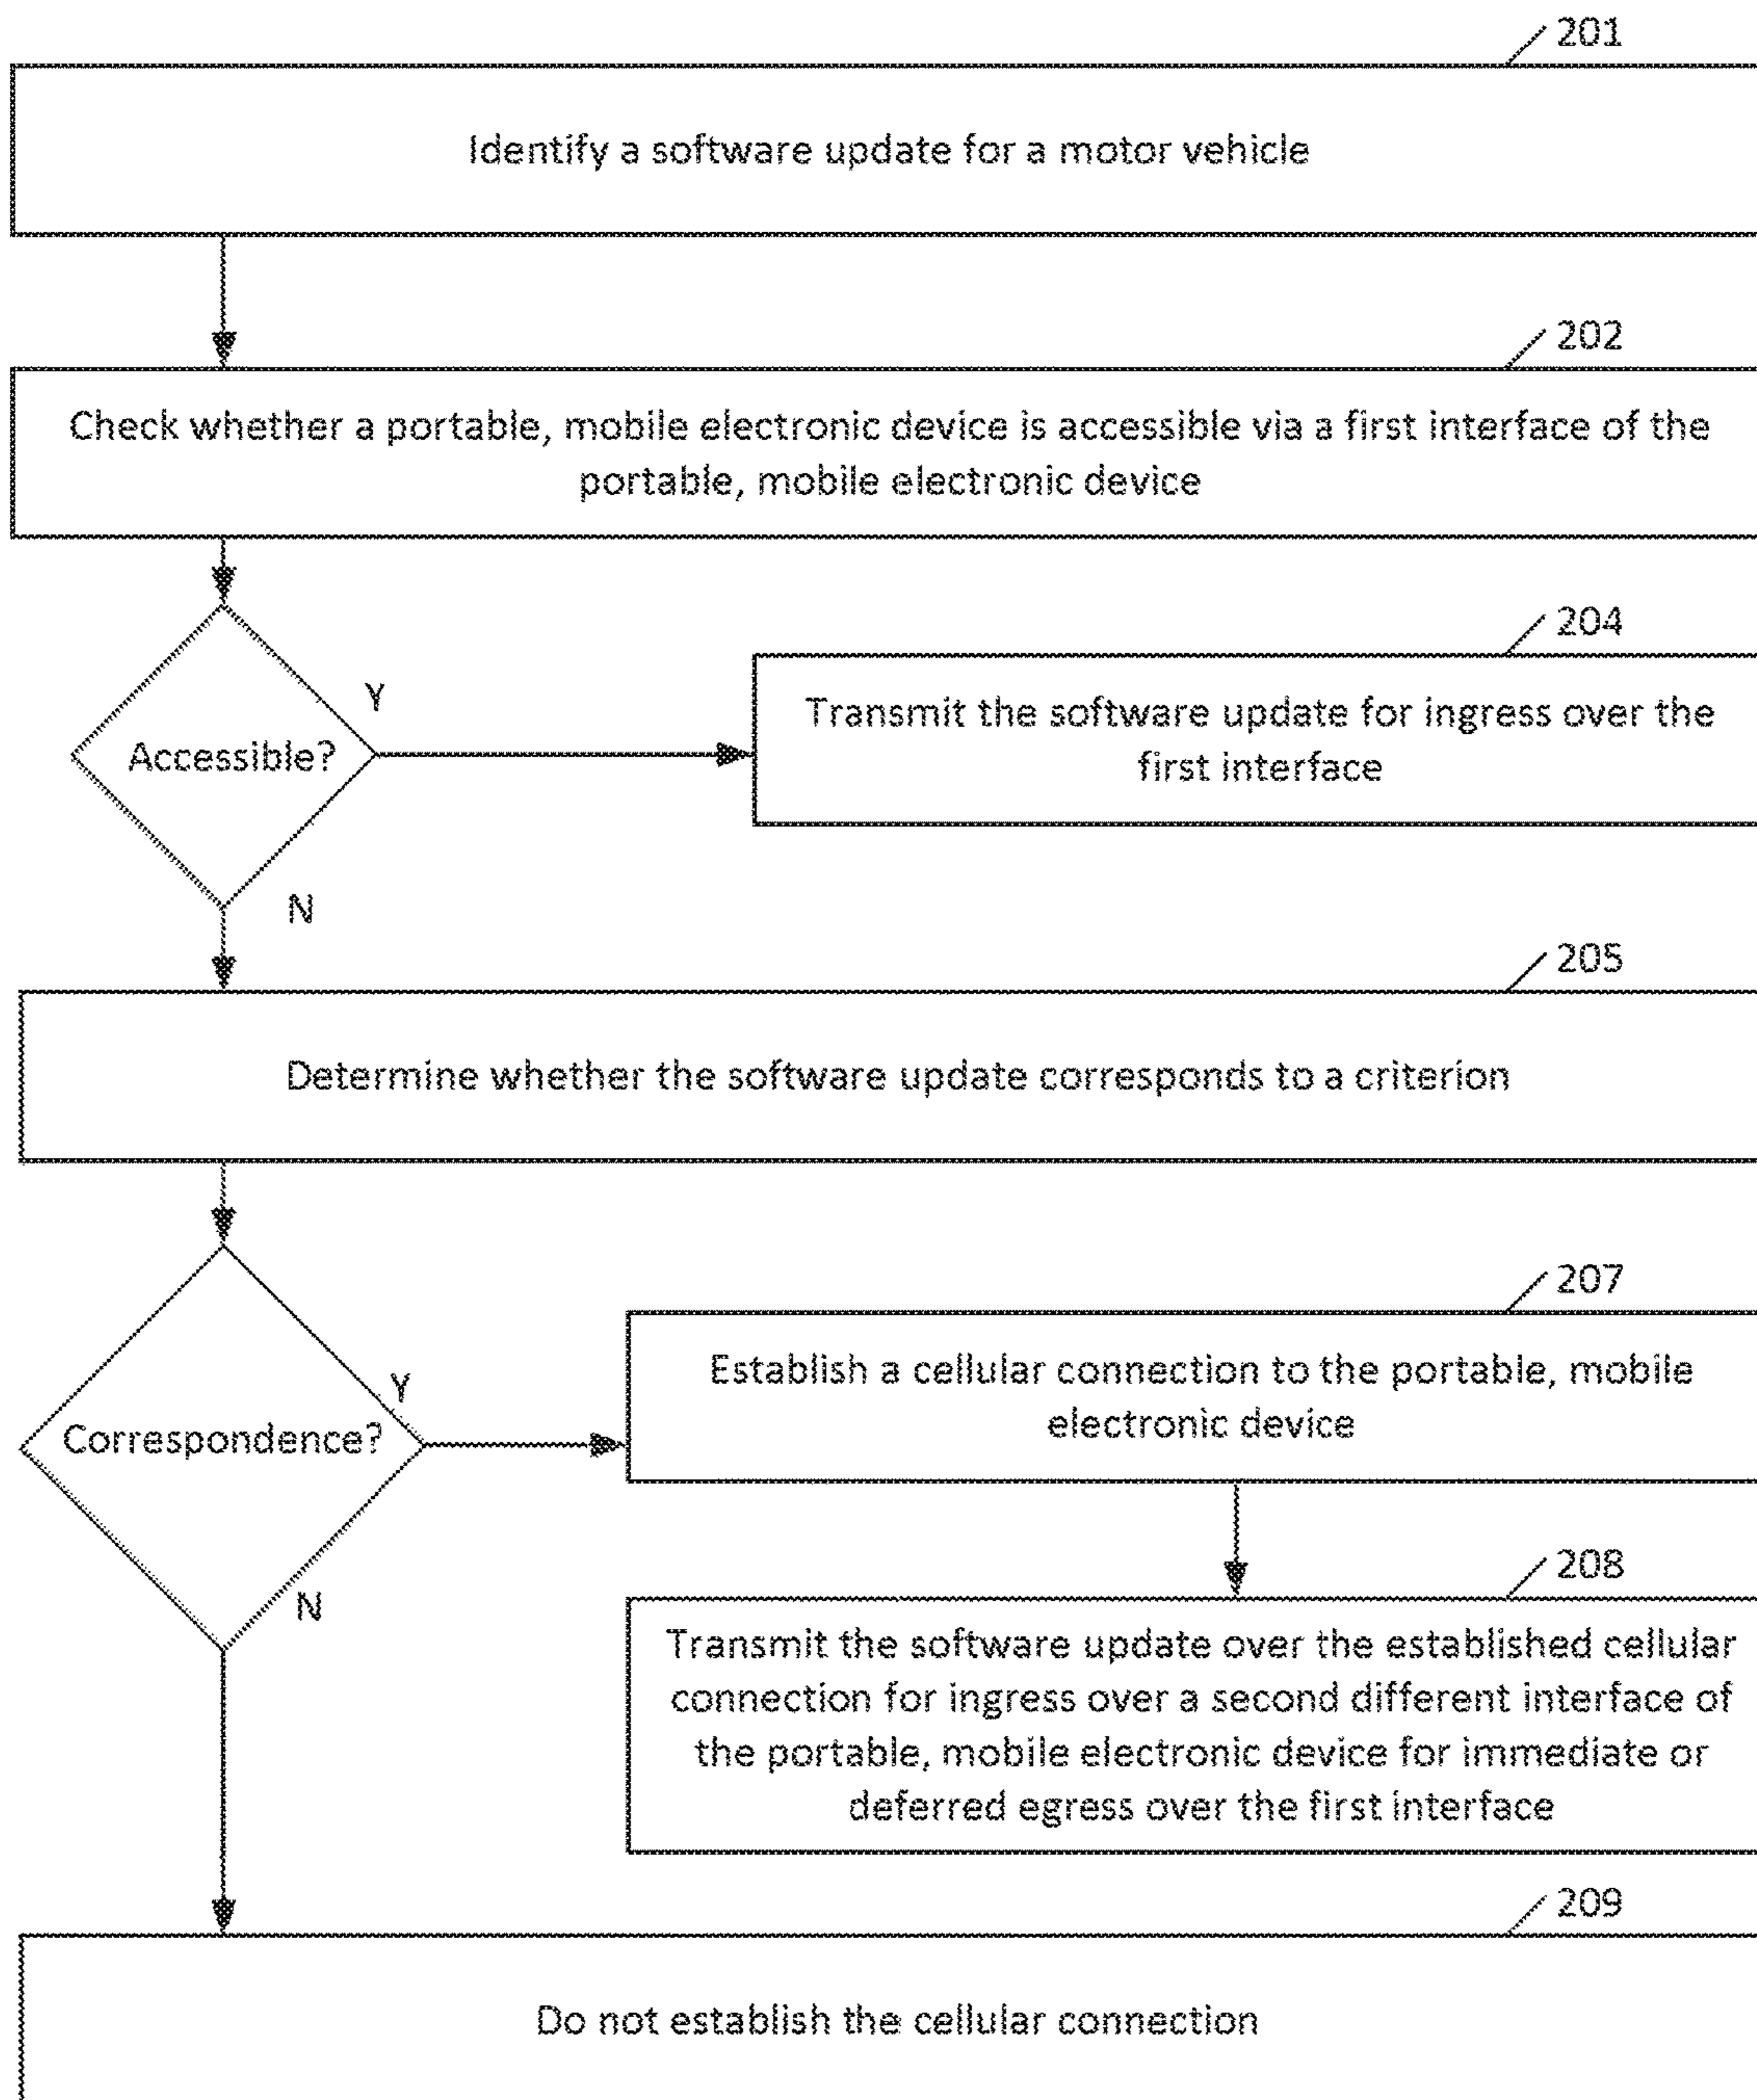 201
Identify a software update for a motor vehicle
202
Check whether a portable, mobile electronic device is accessible via a first interface of the
portable, mobile electronic device
204
Y
Transmit the software update for ingress over the
first interface
Accessible?
N
205
Determine whether the software update corresponds to a criterion
207
Establish a cellular connection to the portable, mobile
electronic device
Y
Correspondence?
N
208
Transmit the software update over the established cellular
connection for ingress over a second different interface of
the portable, mobile electronic device for immediate or
deferred egress over the first interface
209
Do not establish the cellular connection